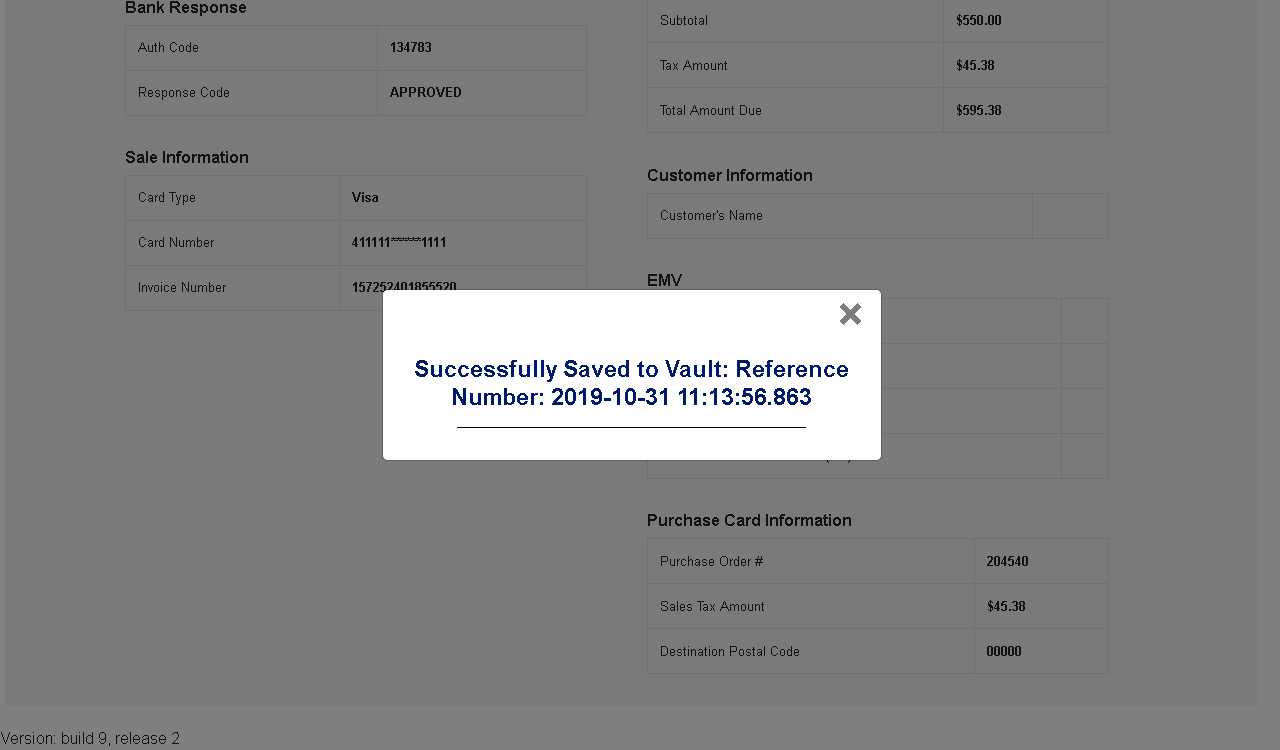 Bank Response
Auth Code 134783
Response Code APPROVED
Sale Information
Card Type Visa
Card Number 411111******1111
Invoice Number 157252401855520
Subtotal $550.00
Tax Amount $45.38
Total Amount Due $595.38
Customer Information
Customer's Name
EMV
Successfully Saved to Vault: Reference
Number: 2019-10-31 11:13:56.863
Purchase Card Information
Purchase Order # 204540
Sales Tax Amount $45.38
Destination Postal Code 00000
Version: build 9, release 2